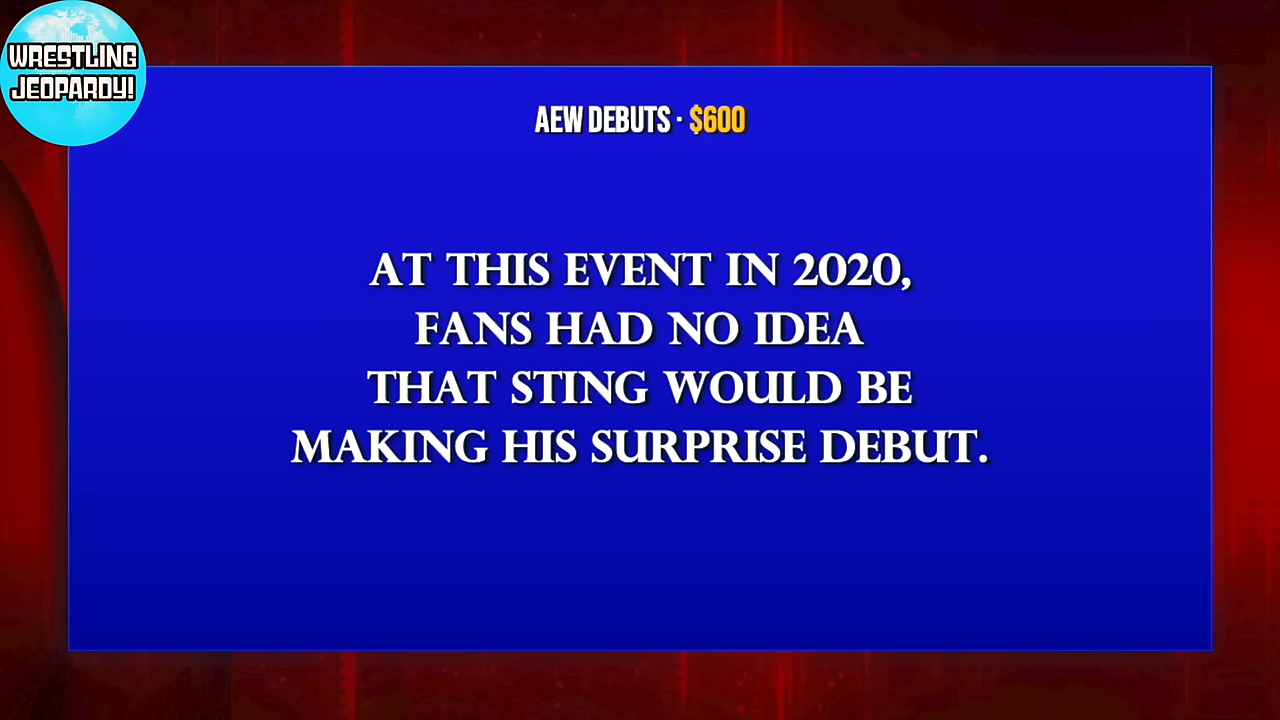 WRESTLING
JEOPARDY!
AEW DEBUTS · $600
AT THIS EVENT IN 2020,
FANS HAD NO IDEA
THAT STING WOULD BE
MAKING HIS SURPRISE DEBUT.